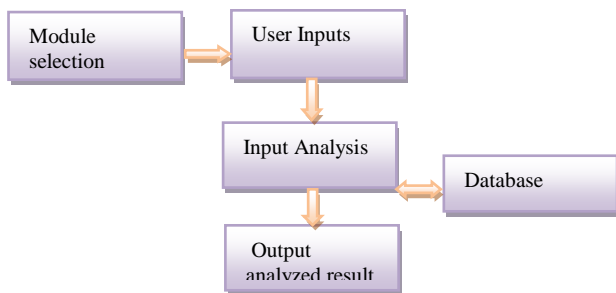 Module
selection
User Inputs
Input Analysis
Database
Output
analyzed result